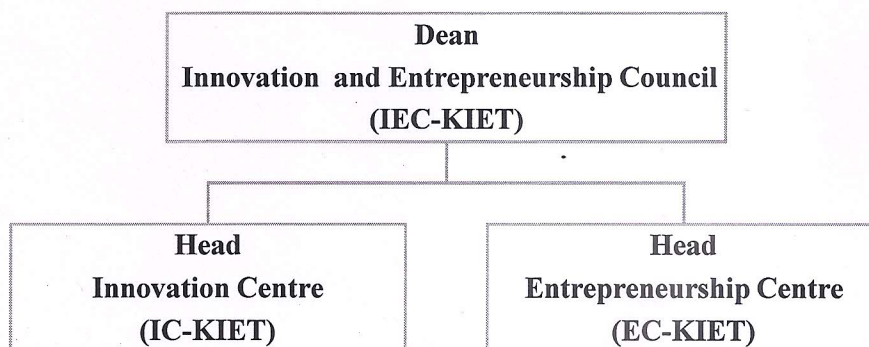 Dean
Innovation and Entrepreneurship Council
(IEC-KIET)
Head
Innovation Centre
(IC-KIET)
Head
Entrepreneurship Centre
(EC-KIET)